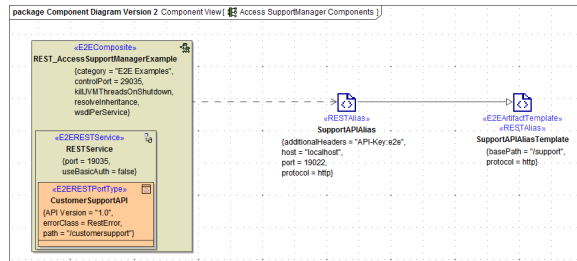 package Component Diagram Version 2 Component View [ Access SupportManager Components ]
«E2EComposite»
REST_AccessSupportManagerExample
{category = "E2E Examples",
controlPort = 29035,
killJVMThreadsOnShutdown,
resolveInheritance,
wsdlPerService}
«E2ERESTService»
RESTService
{port = 19035,
useBasicAuth = false}
«E2ERESTPortType»
CustomerSupportAPI
{API Version = "1.0",
errorClass = RestError,
path = "/customersupport"}
«RESTAlias»
SupportAPIAlias
{additionalHeaders = "API-Key:e2e",
host = "localhost",
port = 19022,
protocol = http}
«E2EArtifactTemplate»
«RESTAlias»
SupportAPIAliasTemplate
{basePath = "/support",
protocol = http}